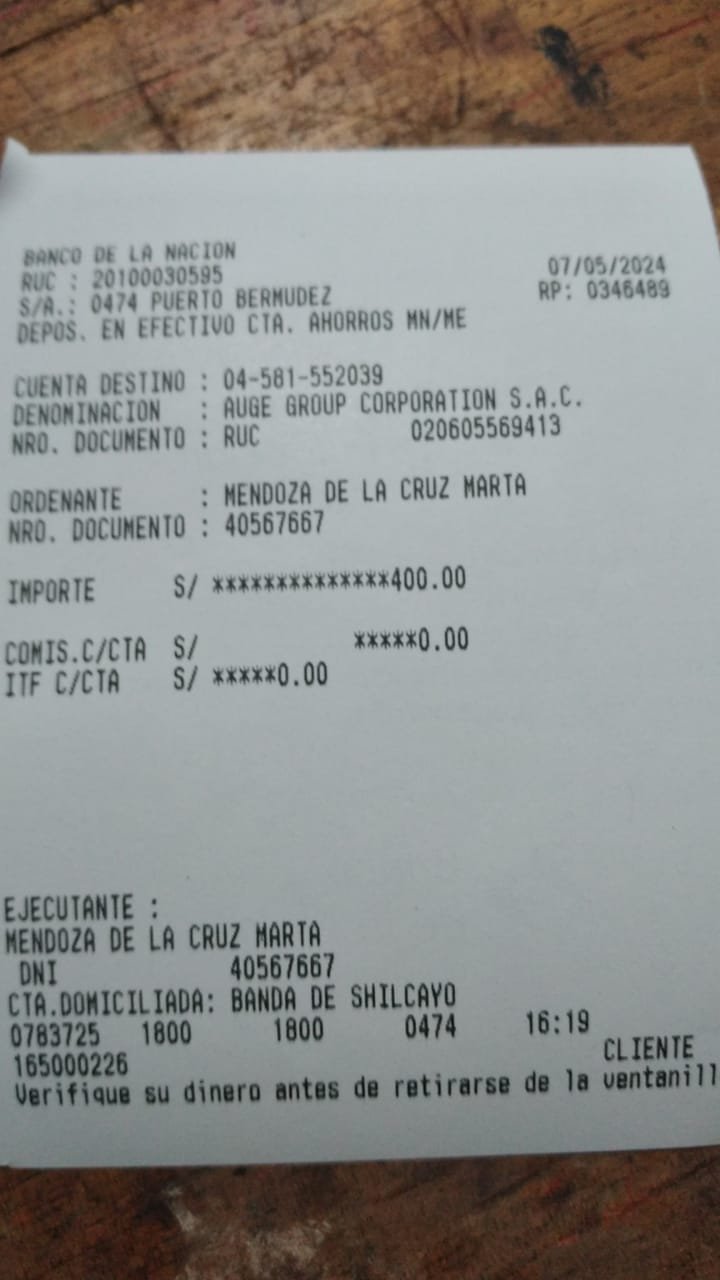 BANCO DE LA NACION
RUC : 20100030595 07/05/2024
S/A.: 0474 PUERTO BERMUDEZ RP: 0346489
DEPOS. EN EFECTIVO CTA. AHORROS MN/ME
CUENTA DESTINO : 04-581-552039
DENOMINACION : AUGE GROUP CORPORATION S.A.C.
NRO. DOCUMENTO : RUC 020605569413
ORDENANTE : MENDOZA DE LA CRUZ MARTA
NRO. DOCUMENTO : 40567667
IMPORTE S/ **************400.00
COMIS.C/CTA S/ *****0.00
ITF C/CTA S/ *****0.00
EJECUTANTE :
MENDOZA DE LA CRUZ MARTA
DNI 40567667
CTA.DOMICILIADA: BANDA DE SHILCAYO
0783725 1800 1800 0474 16:19
165000226 CLIENTE
Verifique su dinero antes de retirarse de la ventanill